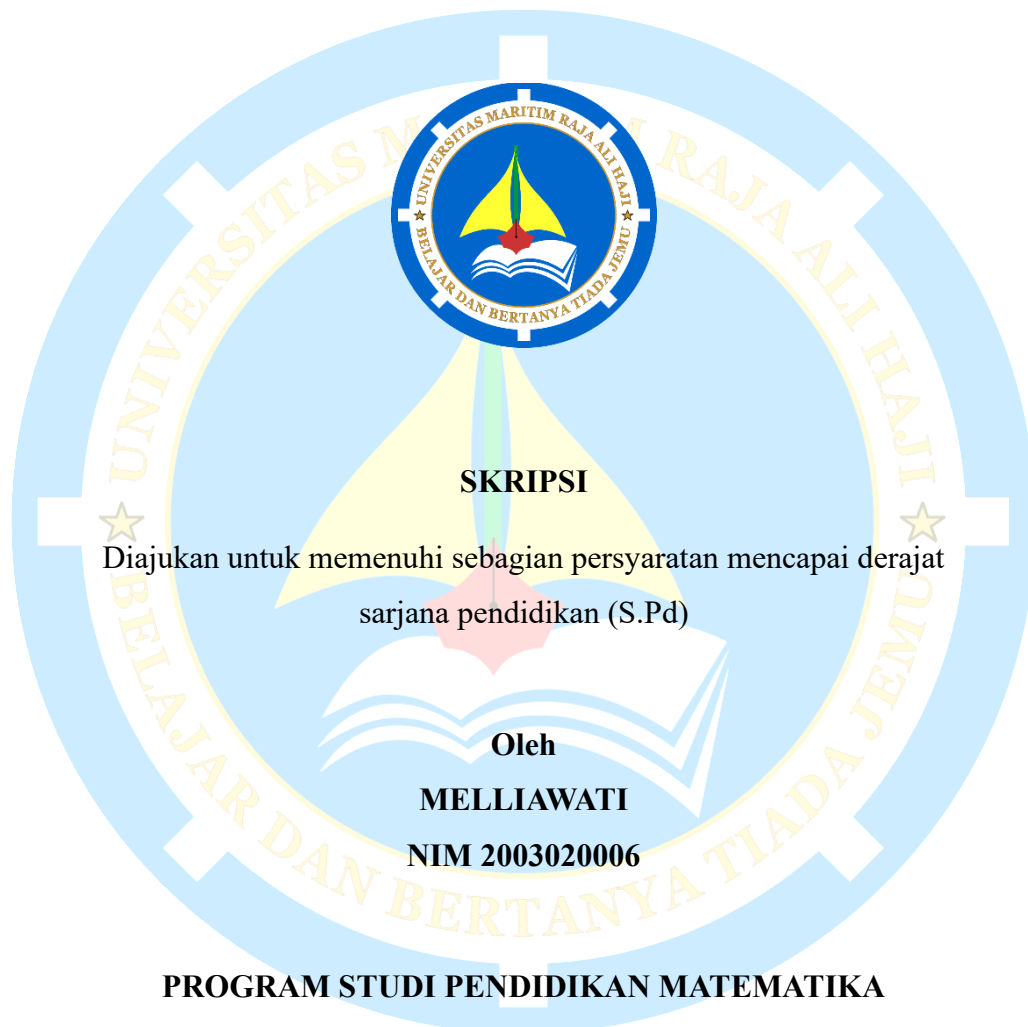 UNIVERSITAS MARITIM RAJA ALI HAJI
BELAJAR DAN BERTANYA TIADA JEMU
SKRIPSI
Diajukan untuk memenuhi sebagian persyaratan mencapai derajat
sarjana pendidikan (S.Pd)
Oleh
MELLIAWATI
NIM 2003020006
PROGRAM STUDI PENDIDIKAN MATEMATIKA